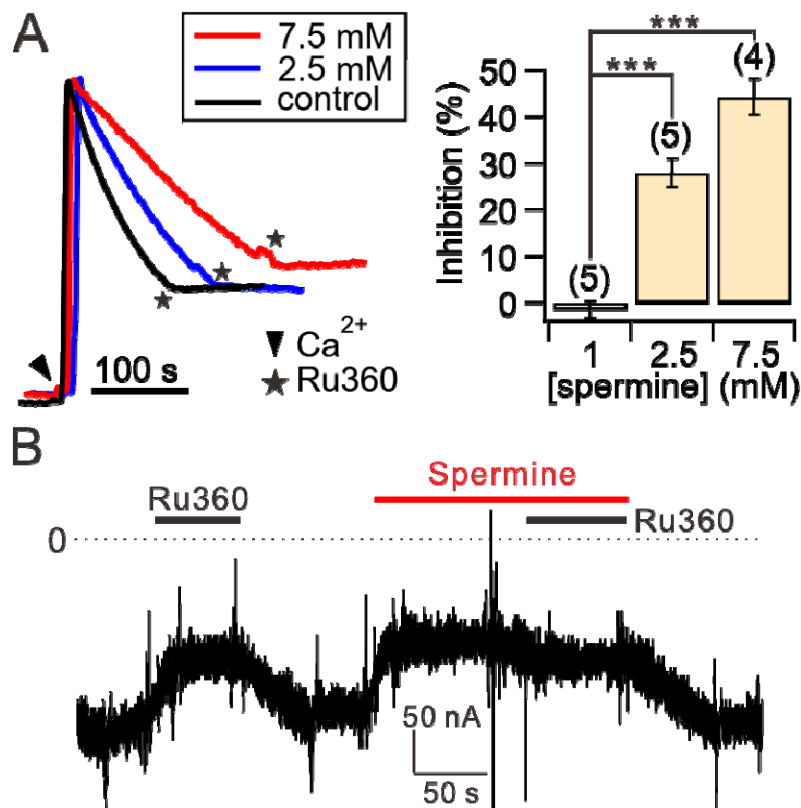 A
7.5 mM
2.5 mM
control
Ca2+
Ru360
100 s
***
***
(4)
(5)
(5)
50
40
30
20
10
0
Inhibition (%)
1 2.5 7.5
[spermine] (mM)
B
Ru360
Spermine
Ru360
0
50 nA
50 s